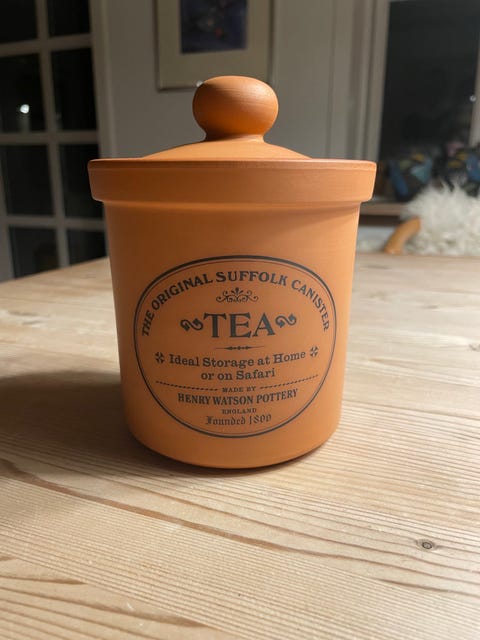 THE ORIGINAL SUFFOLK CANISTER
TEA
Ideal Storage at Home
or on Safari
MADE BY
HENRY WATSON POTTERY
ENGLAND
Founded 1800